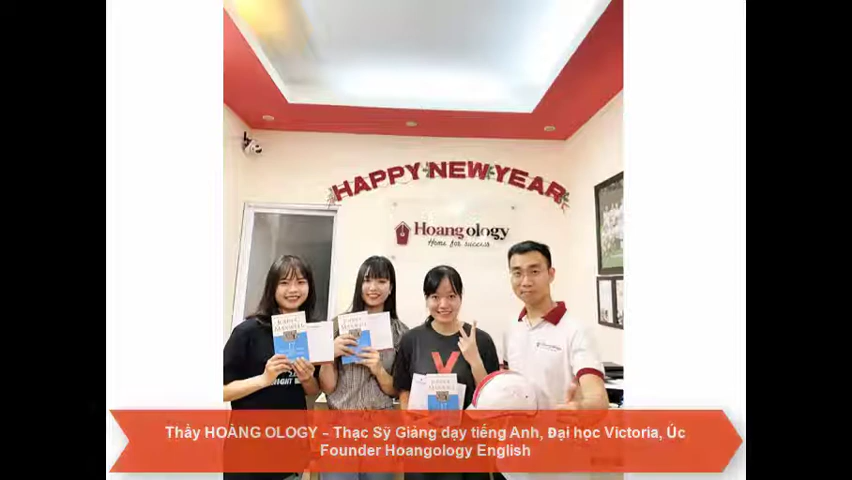 HAPPY NEW YEAR
Hoangology
Home for success
Thầy HOÀNG OLOGY – Thạc Sỹ Giảng dạy tiếng Anh, Đại học Victoria, Úc
Founder Hoangology English